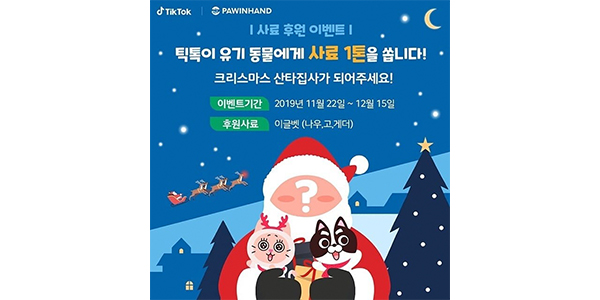 TikTok | PAWINHAND
| 사료 후원 이벤트 |
틱톡이 유기 동물에게 사료 1톤을 쏩니다!
크리스마스 산타집사가 되어주세요!
이벤트기간 2019년 11월 22일 ~ 12월 15일
후원사료 이글벳 (나우,고,게더)
?